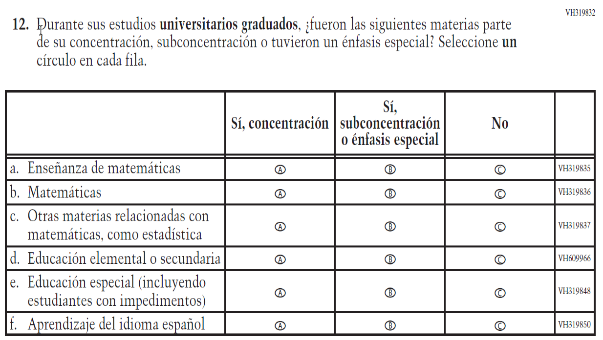 VH319832
12. Durante sus estudios universitarios graduados, ¿fueron las siguientes materias parte
de su concentración, subconcentración o tuvieron un énfasis especial? Seleccione un
círculo en cada fila.
Sí, concentración
Sí,
subconcentración
o énfasis especial
No
a. Enseñanza de matemáticas A B C VH319835
b. Matemáticas A B C VH319836
c. Otras materias relacionadas con
matemáticas, como estadística A B C VH319837
d. Educación elemental o secundaria A B C VH609966
e. Educación especial (incluyendo
estudiantes con impedimentos) A B C VH319848
f. Aprendizaje del idioma español A B C VH319850